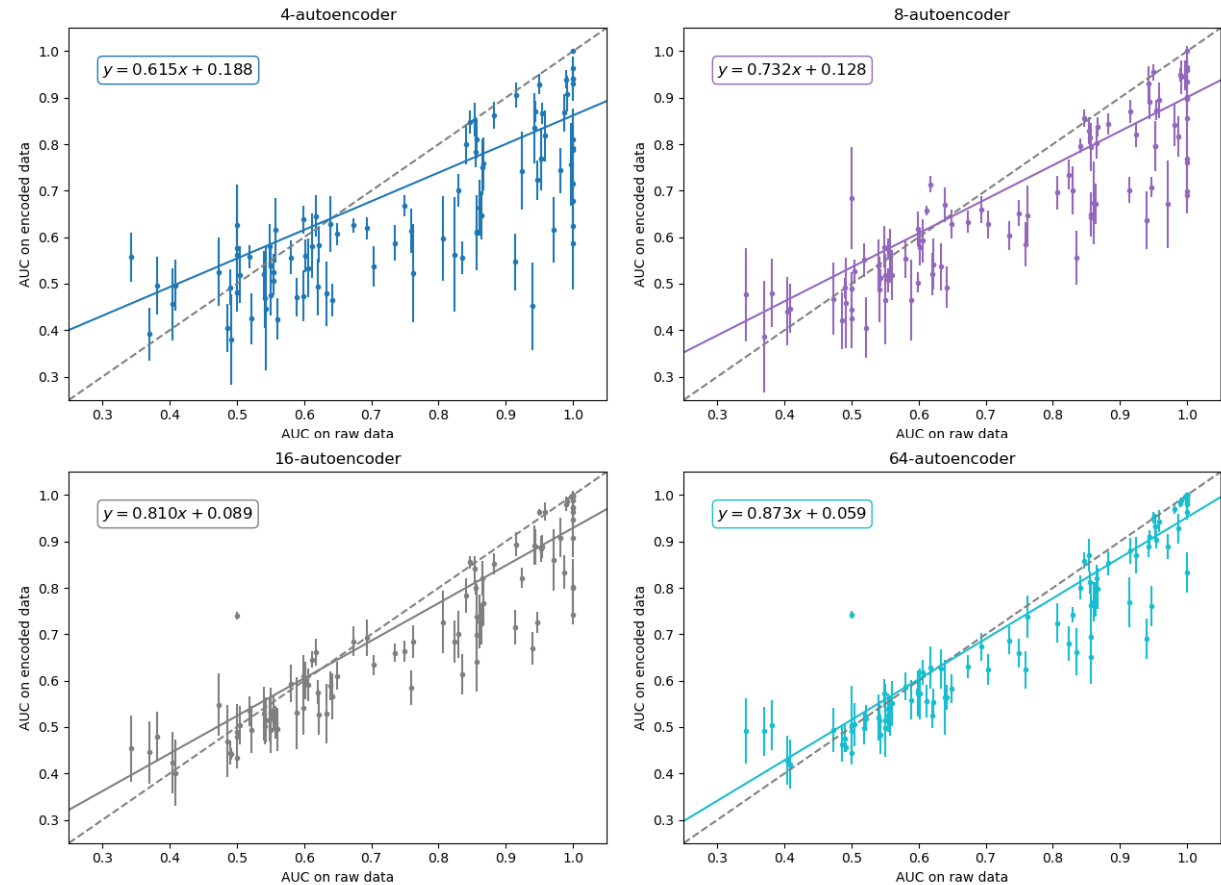 4-autoencoder
y = 0.615x + 0.188
AUC on encoded data
1.0
0.9
0.8
0.7
0.6
0.5
0.4
0.3
0.3 0.4 0.5 0.6 0.7 0.8 0.9 1.0
AUC on raw data
8-autoencoder
y = 0.732x + 0.128
AUC on encoded data
1.0
0.9
0.8
0.7
0.6
0.5
0.4
0.3
0.3 0.4 0.5 0.6 0.7 0.8 0.9 1.0
AUC on raw data
16-autoencoder
y = 0.810x + 0.089
AUC on encoded data
1.0
0.9
0.8
0.7
0.6
0.5
0.4
0.3
0.3 0.4 0.5 0.6 0.7 0.8 0.9 1.0
AUC on raw data
64-autoencoder
y = 0.873x + 0.059
AUC on encoded data
1.0
0.9
0.8
0.7
0.6
0.5
0.4
0.3
0.3 0.4 0.5 0.6 0.7 0.8 0.9 1.0
AUC on raw data